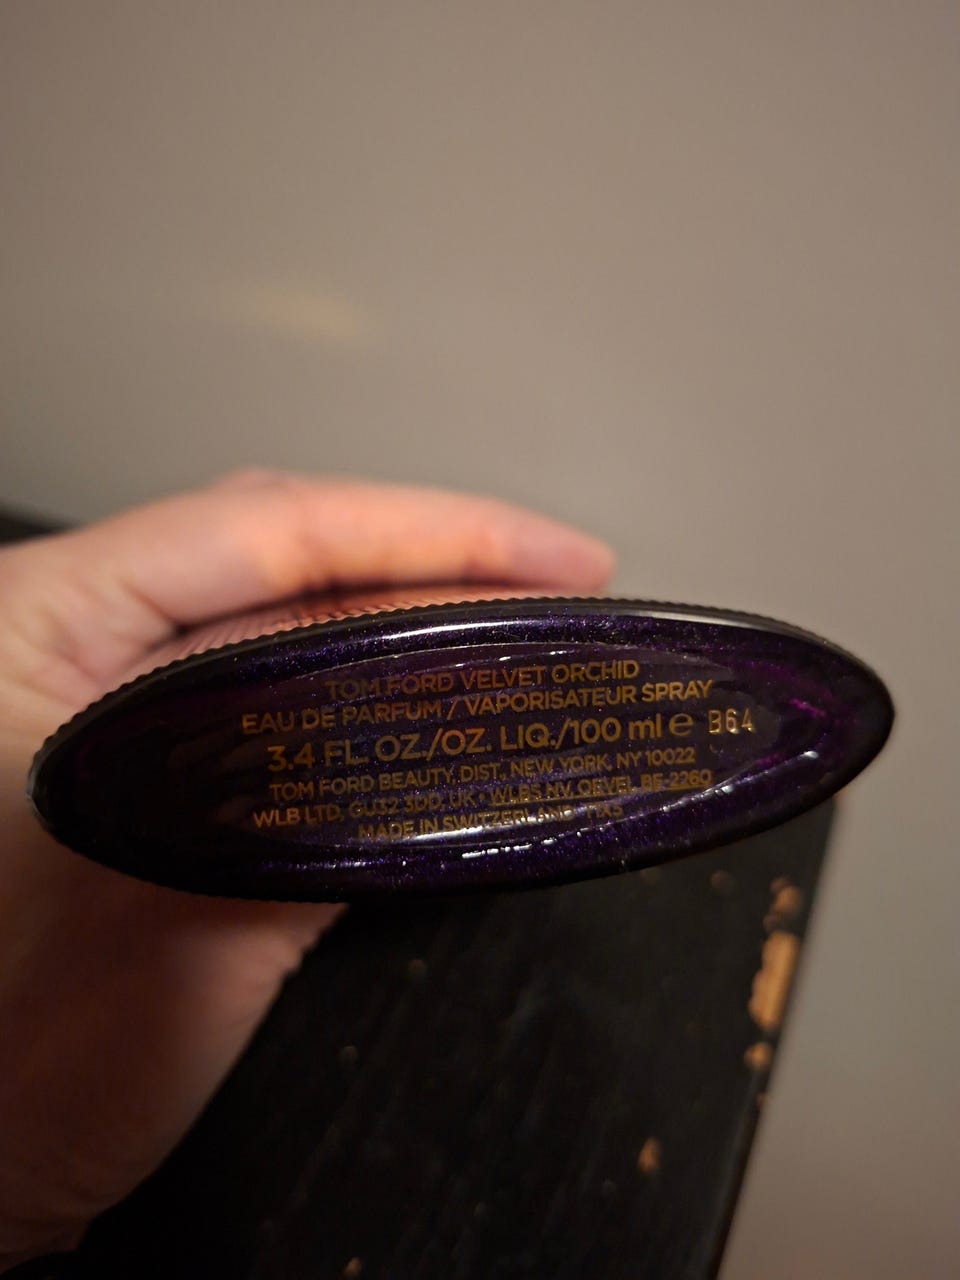 TOM FORD VELVET ORCHID
EAU DE PARFUM / VAPORISATEUR SPRAY
3.4 FL. OZ./OZ. LIQ./100 ml ℮ B64
TOM FORD BEAUTY, DIST. NEW YORK, NY 10022
WLB LTD, GU32 3DD, UK • WLBS NV, OEVEL, BE-2260
MADE IN SWITZERLAND